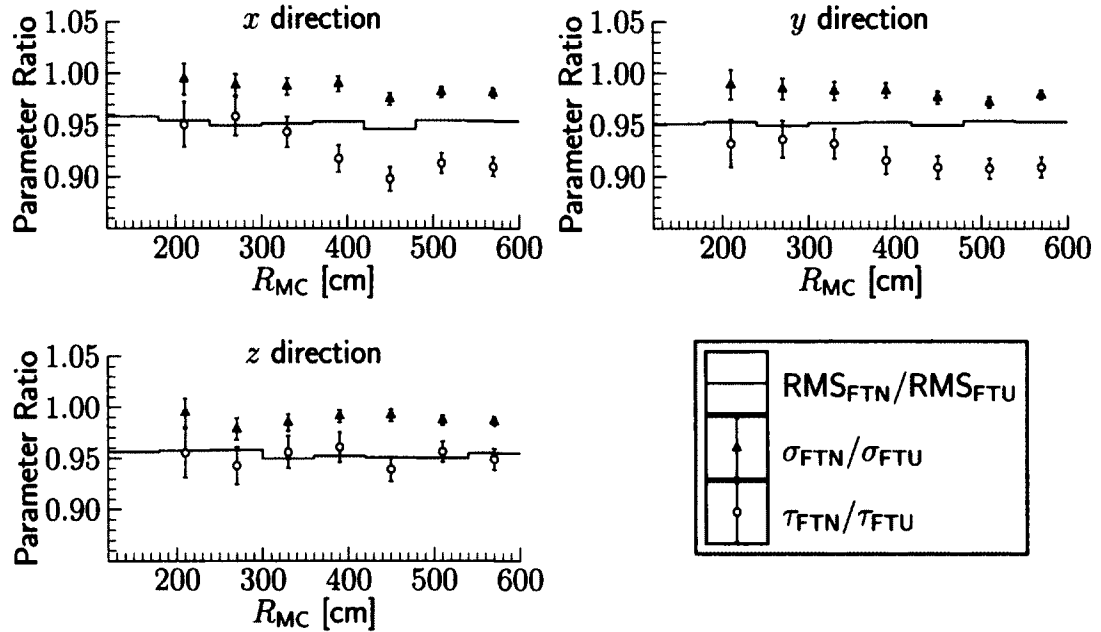 x direction
Parameter Ratio
1.05
1.00
0.95
0.90
200 300 400 500 600
R_MC [cm]
y direction
Parameter Ratio
1.05
1.00
0.95
0.90
200 300 400 500 600
R_MC [cm]
z direction
Parameter Ratio
1.05
1.00
0.95
0.90
200 300 400 500 600
R_MC [cm]
RMS_FTN/RMS_FTU
σ_FTN/σ_FTU
τ_FTN/τ_FTU